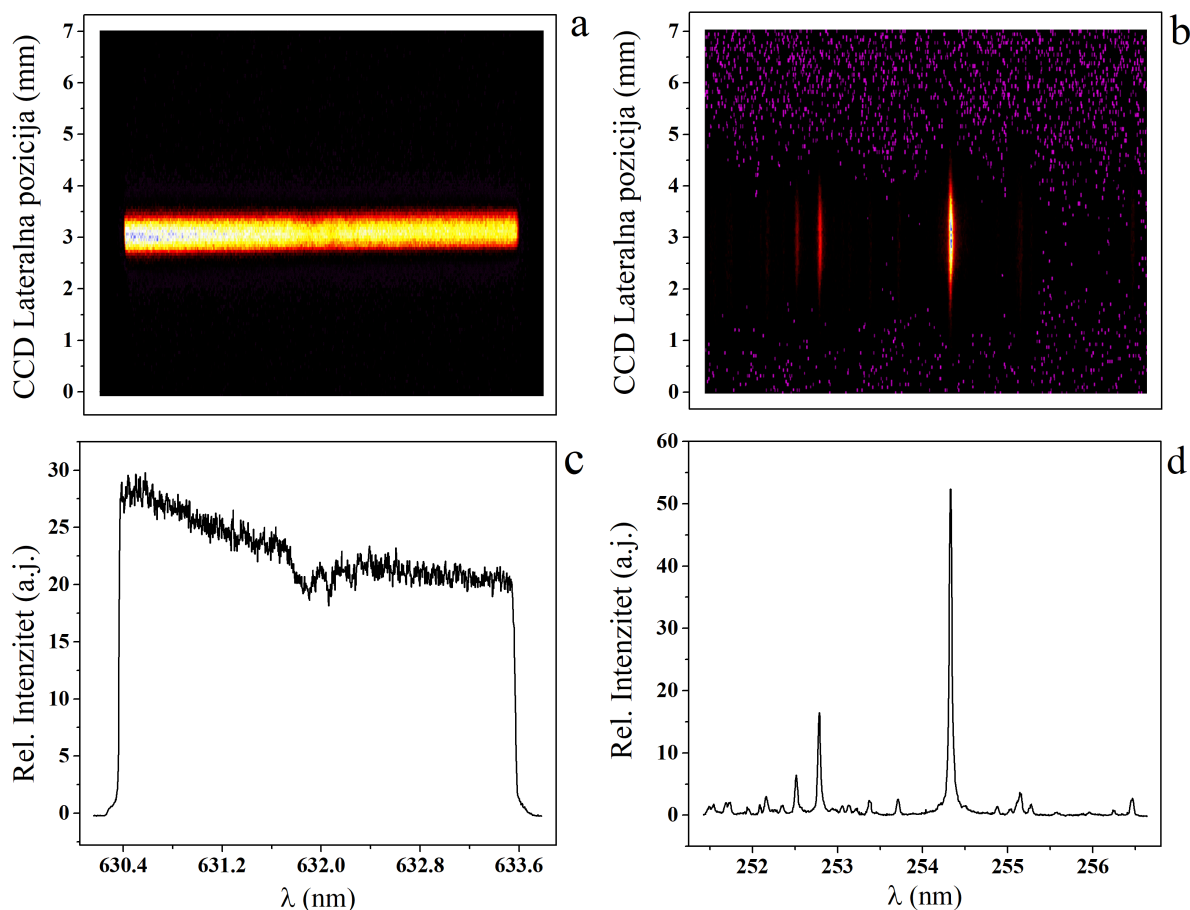 a
CCD Lateralna pozicija (mm)
7
6
5
4
3
2
1
0
b
CCD Lateralna pozicija (mm)
7
6
5
4
3
2
1
0
c
Rel. Intenzitet (a.j.)
30
25
20
15
10
5
0
630.4 631.2 632.0 632.8 633.6
λ (nm)
d
Rel. Intenzitet (a.j.)
60
50
40
30
20
10
0
252 253 254 255 256
λ (nm)